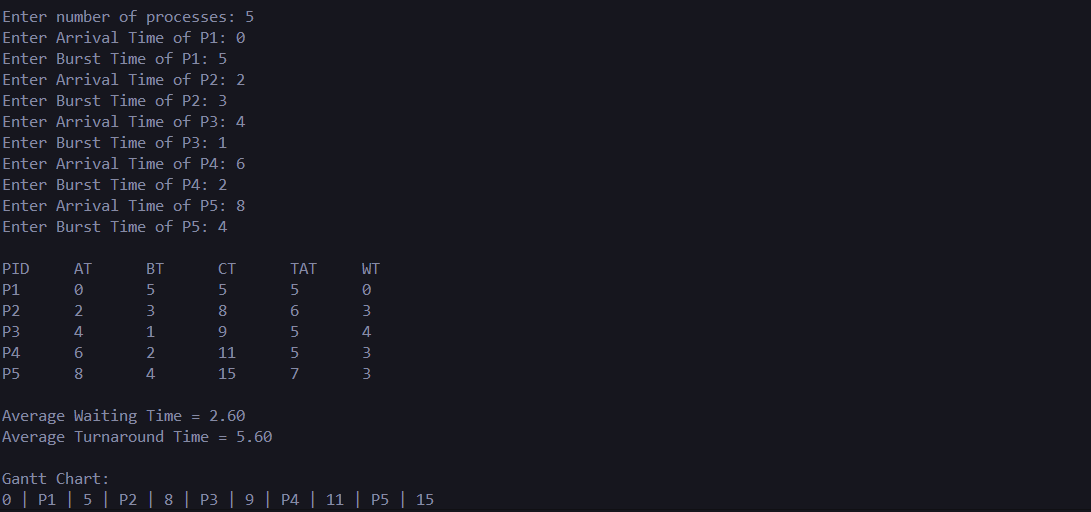 Enter number of processes: 5
Enter Arrival Time of P1: 0
Enter Burst Time of P1: 5
Enter Arrival Time of P2: 2
Enter Burst Time of P2: 3
Enter Arrival Time of P3: 4
Enter Burst Time of P3: 1
Enter Arrival Time of P4: 6
Enter Burst Time of P4: 2
Enter Arrival Time of P5: 8
Enter Burst Time of P5: 4

PID     AT      BT      CT      TAT     WT
P1      0       5       5       5       0
P2      2       3       8       6       3
P3      4       1       9       5       4
P4      6       2       11      5       3
P5      8       4       15      7       3

Average Waiting Time = 2.60
Average Turnaround Time = 5.60

Gantt Chart:
0 | P1 | 5 | P2 | 8 | P3 | 9 | P4 | 11 | P5 | 15